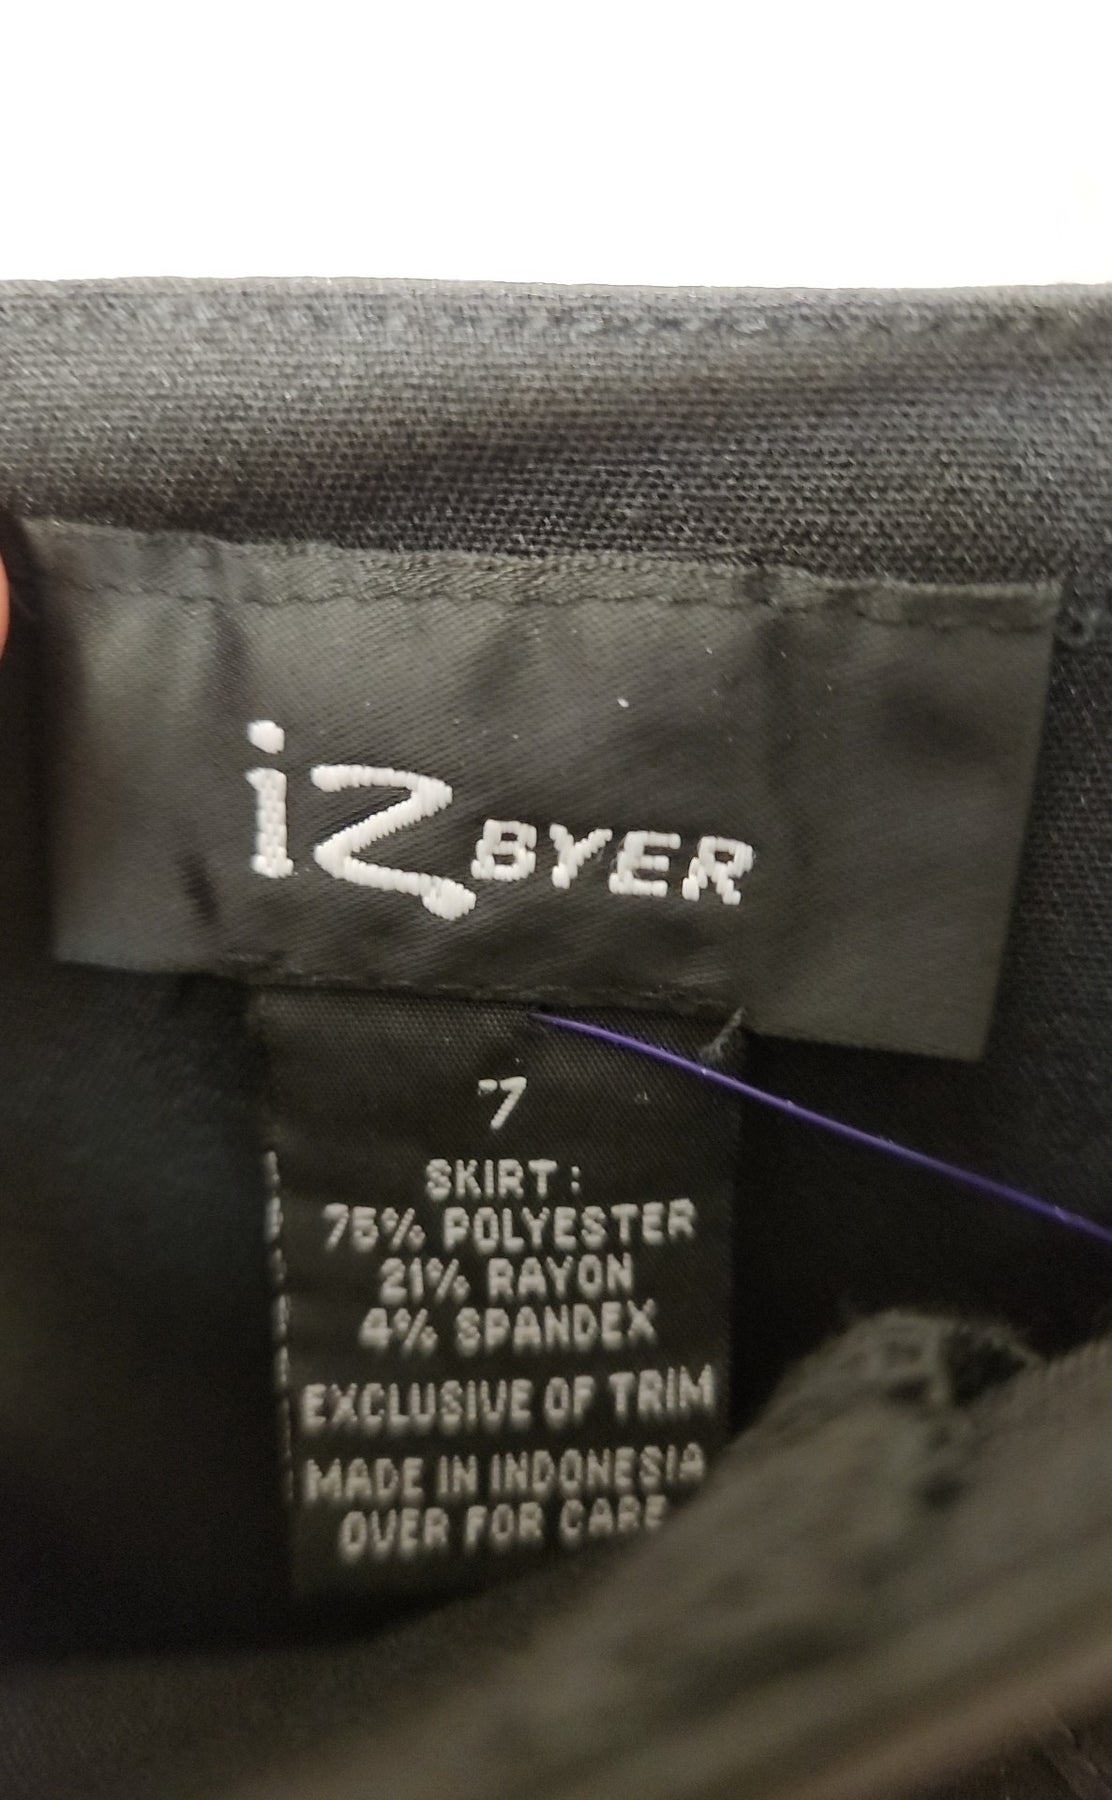 iZ BYER
7
SKIRT:
75% POLYESTER
21% RAYON
4% SPANDEX
EXCLUSIVE OF TRIM
MADE IN INDONESIA
OVER FOR CARE